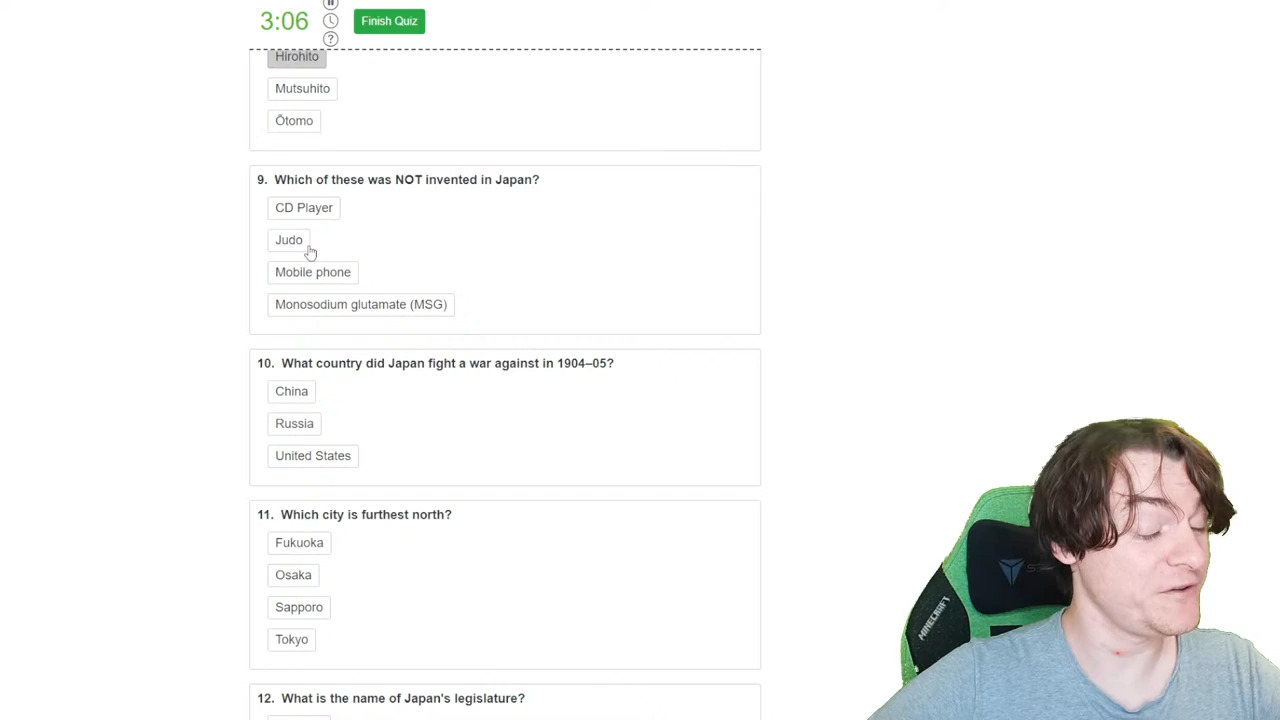 3:06
?
Finish Quiz
Hirohito
Mutsuhito
Ōtomo
9. Which of these was NOT invented in Japan?
CD Player
Judo
Mobile phone
Monosodium glutamate (MSG)
10. What country did Japan fight a war against in 1904–05?
China
Russia
United States
11. Which city is furthest north?
Fukuoka
Osaka
Sapporo
Tokyo
12. What is the name of Japan's legislature?
MINECRAFT